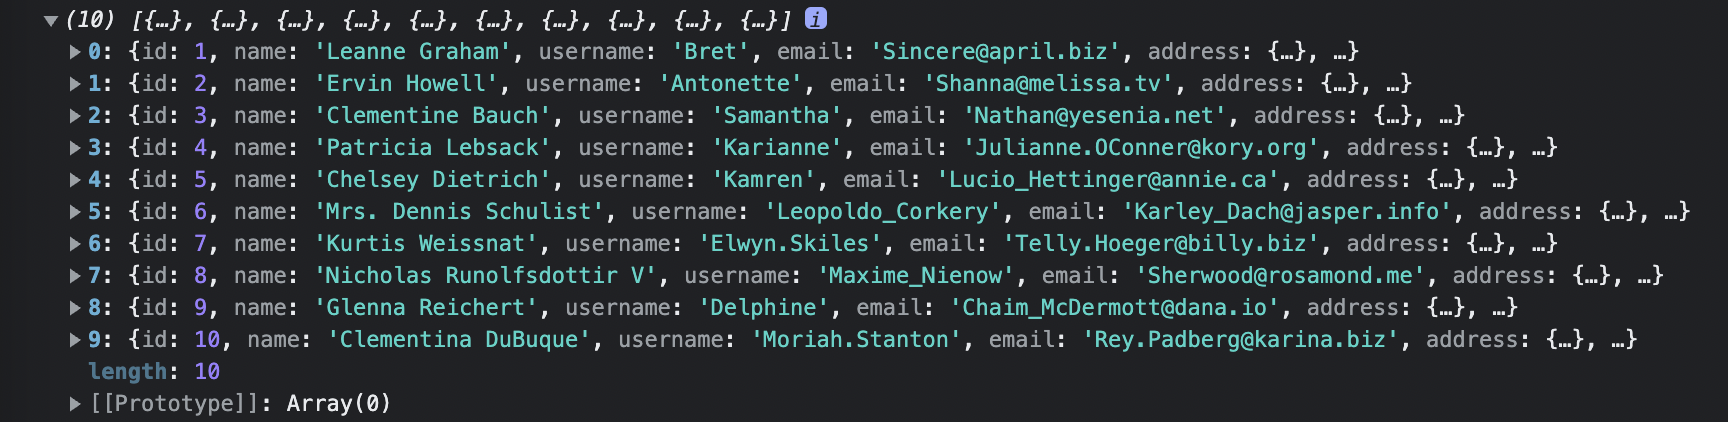 ▼(10) [{…}, {…}, {…}, {…}, {…}, {…}, {…}, {…}, {…}, {…}] i
▶0: {id: 1, name: 'Leanne Graham', username: 'Bret', email: 'Sincere@april.biz', address: {…}, …}
▶1: {id: 2, name: 'Ervin Howell', username: 'Antonette', email: 'Shanna@melissa.tv', address: {…}, …}
▶2: {id: 3, name: 'Clementine Bauch', username: 'Samantha', email: 'Nathan@yesenia.net', address: {…}, …}
▶3: {id: 4, name: 'Patricia Lebsack', username: 'Karianne', email: 'Julianne.OConner@kory.org', address: {…}, …}
▶4: {id: 5, name: 'Chelsey Dietrich', username: 'Kamren', email: 'Lucio_Hettinger@annie.ca', address: {…}, …}
▶5: {id: 6, name: 'Mrs. Dennis Schulist', username: 'Leopoldo_Corkery', email: 'Karley_Dach@jasper.info', address: {…}, …}
▶6: {id: 7, name: 'Kurtis Weissnat', username: 'Elwyn.Skiles', email: 'Telly.Hoeger@billy.biz', address: {…}, …}
▶7: {id: 8, name: 'Nicholas Runolfsdottir V', username: 'Maxime_Nienow', email: 'Sherwood@rosamond.me', address: {…}, …}
▶8: {id: 9, name: 'Glenna Reichert', username: 'Delphine', email: 'Chaim_McDermott@dana.io', address: {…}, …}
▶9: {id: 10, name: 'Clementina DuBuque', username: 'Moriah.Stanton', email: 'Rey.Padberg@karina.biz', address: {…}, …}
length: 10
▶[[Prototype]]: Array(0)